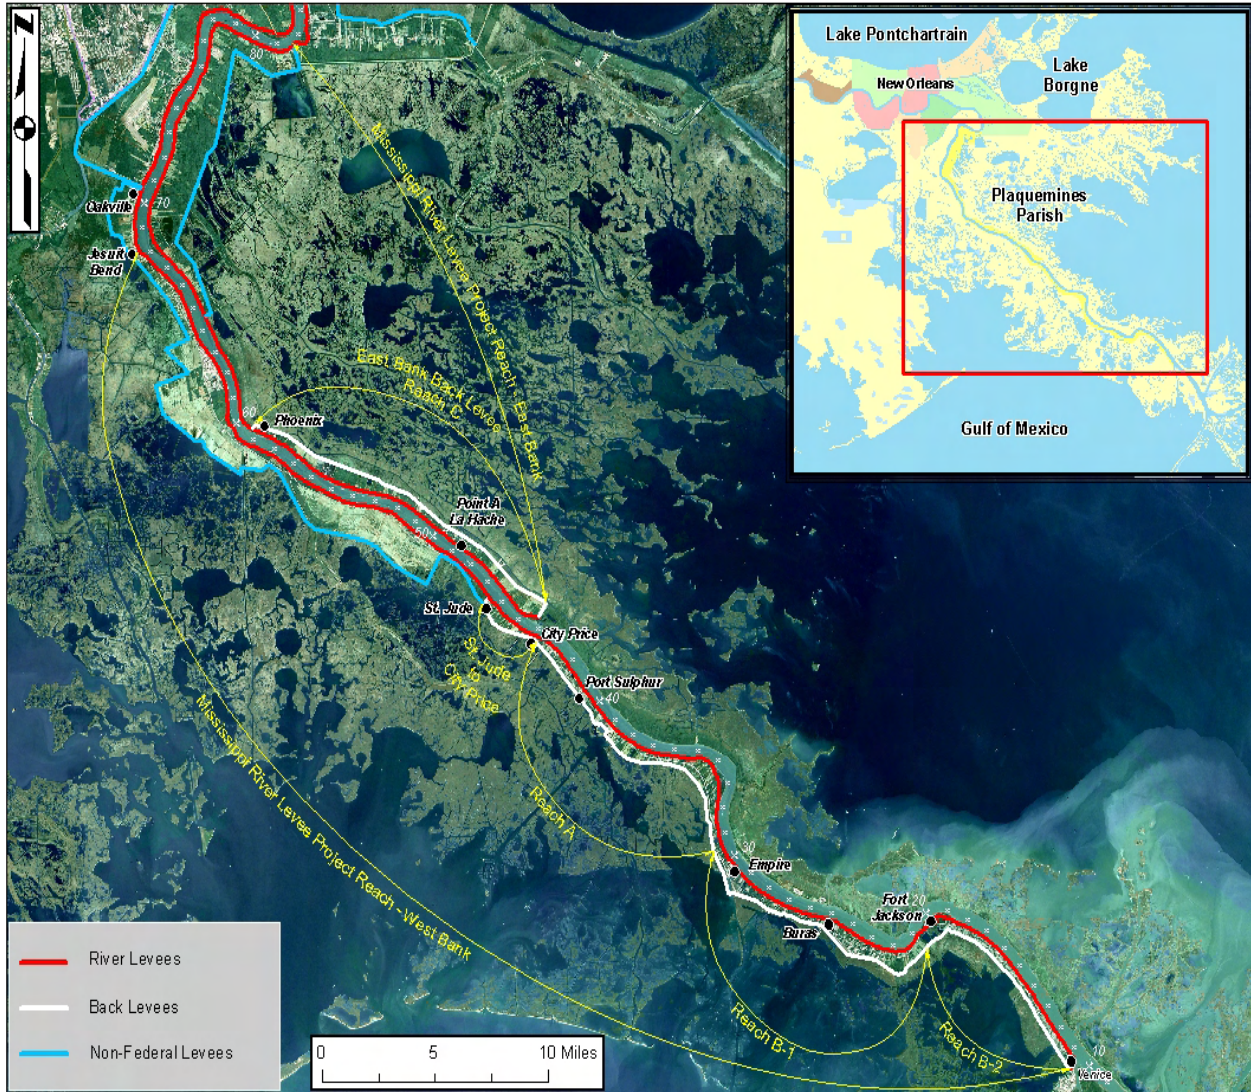 N
80
Lake Pontchartrain
New Orleans
Lake
Borgne
Plaquemines
Parish
Gulf of Mexico
Oakville
70
Jesuit
Bend
Mississippi River Levee Project Reach - East Bank
East Bank Back Levee
Reach C
60
Phoenix
Point A
La Hache
50
St. Jude
City Price
St. Jude
to
City Price
Port Sulphur
40
Mississippi River Levee Project Reach - West Bank
Reach A
30
Empire
Fort
Jackson
20
Buras
Reach B-1
Reach B-2
10
Venice
River Levees
Back Levees
Non-Federal Levees
0
5
10 Miles